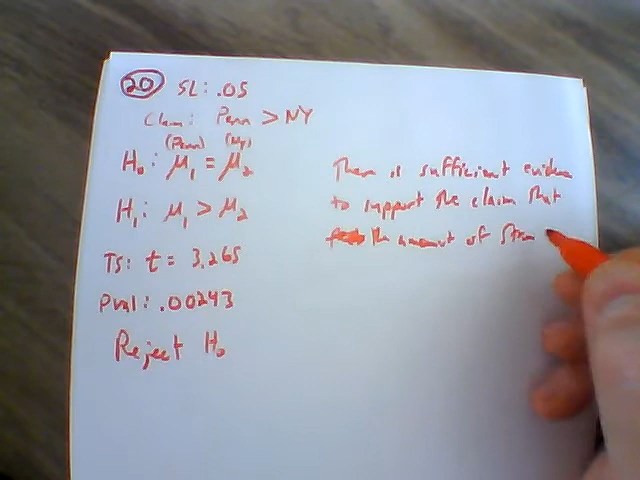 20 SL: .05
Claim: Penn > NY
(Penn) (NY)
H₀: μ₁ = μ₂
H₁: μ₁ > μ₂
TS: t = 3.265
Pval: .00243
Reject H₀
There is sufficient evidence
to support the claim that
the amount of Stron